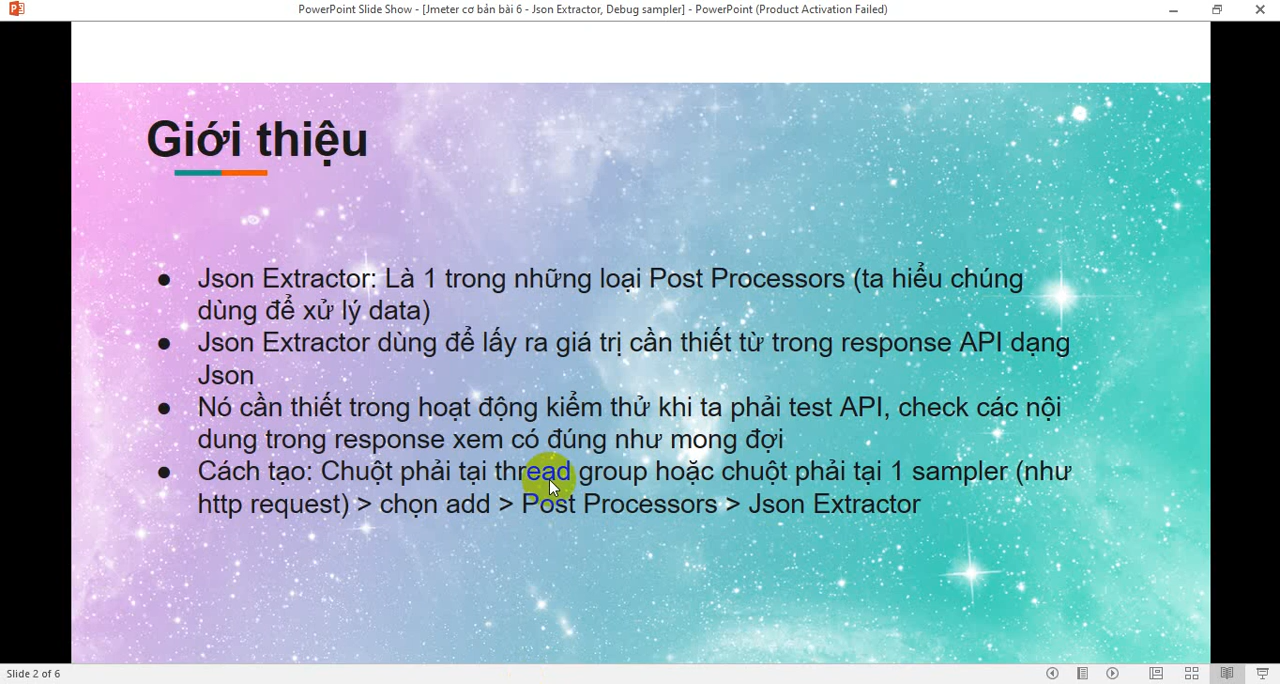 PowerPoint Slide Show - [Jmeter cơ bản bài 6 - Json Extractor, Debug sampler] - PowerPoint (Product Activation Failed)
Giới thiệu
● Json Extractor: Là 1 trong những loại Post Processors (ta hiểu chúng
dùng để xử lý data)
● Json Extractor dùng để lấy ra giá trị cần thiết từ trong response API dạng
Json
● Nó cần thiết trong hoạt động kiểm thử khi ta phải test API, check các nội
dung trong response xem có đúng như mong đợi
● Cách tạo: Chuột phải tại thread group hoặc chuột phải tại 1 sampler (như
http request) > chọn add > Post Processors > Json Extractor
Slide 2 of 6